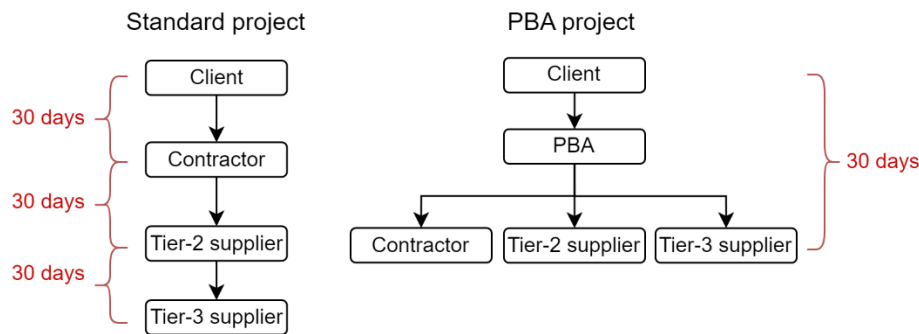 Standard project
Client
30 days
Contractor
30 days
Tier-2 supplier
30 days
Tier-3 supplier
PBA project
Client
PBA
30 days
Contractor
Tier-2 supplier
Tier-3 supplier